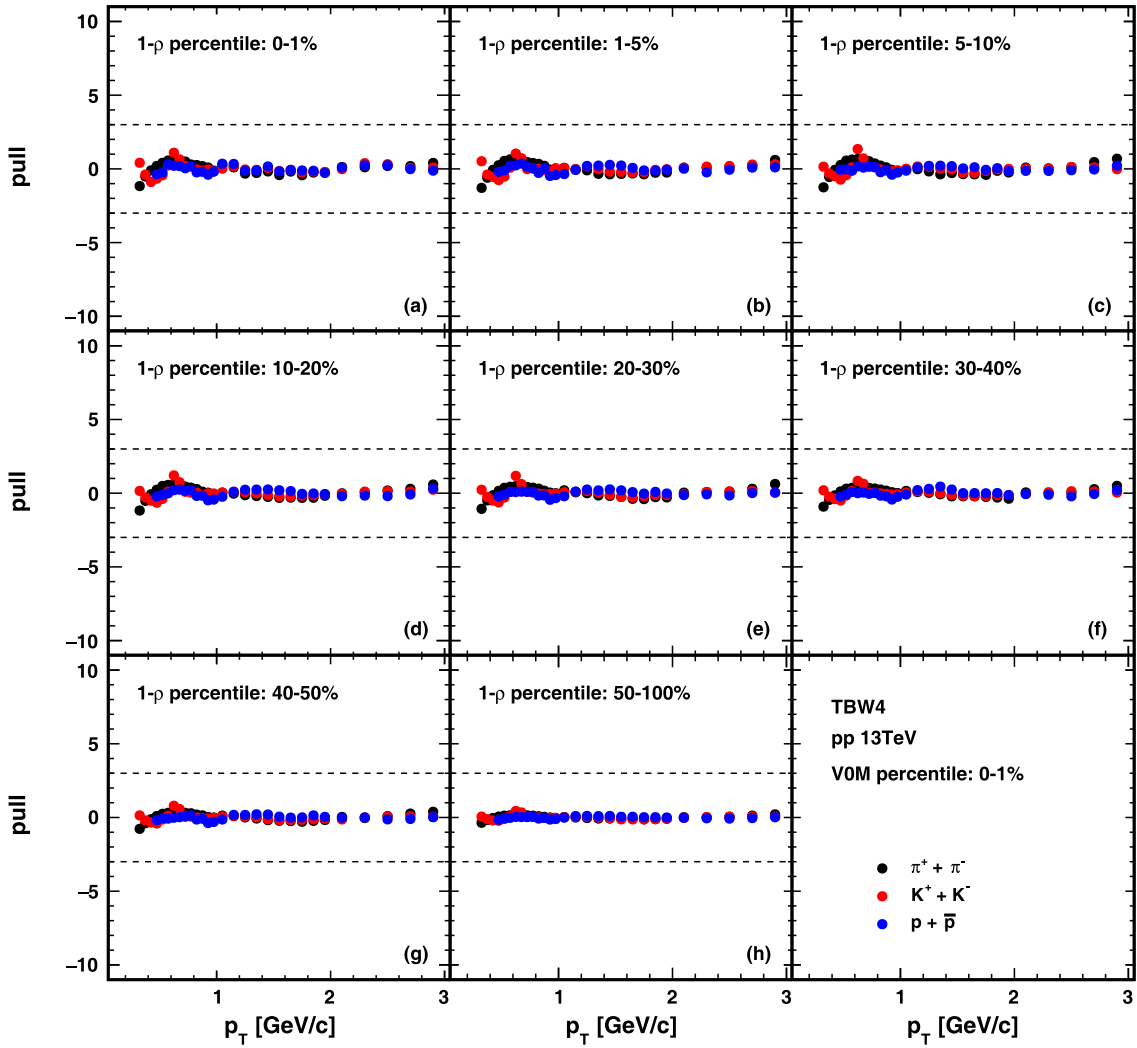 1-ρ percentile: 0-1%
1-ρ percentile: 1-5%
1-ρ percentile: 5-10%
10
5
0
−5
−10
pull
(a)
(b)
(c)
1-ρ percentile: 10-20%
1-ρ percentile: 20-30%
1-ρ percentile: 30-40%
10
5
0
−5
−10
pull
(d)
(e)
(f)
1-ρ percentile: 40-50%
1-ρ percentile: 50-100%
10
5
0
−5
−10
pull
(g)
(h)
TBW4
pp 13TeV
V0M percentile: 0-1%
π⁺ + π⁻
K⁺ + K⁻
p + p̅
1 2 3
1 2 3
1 2 3
p_T [GeV/c]
p_T [GeV/c]
p_T [GeV/c]